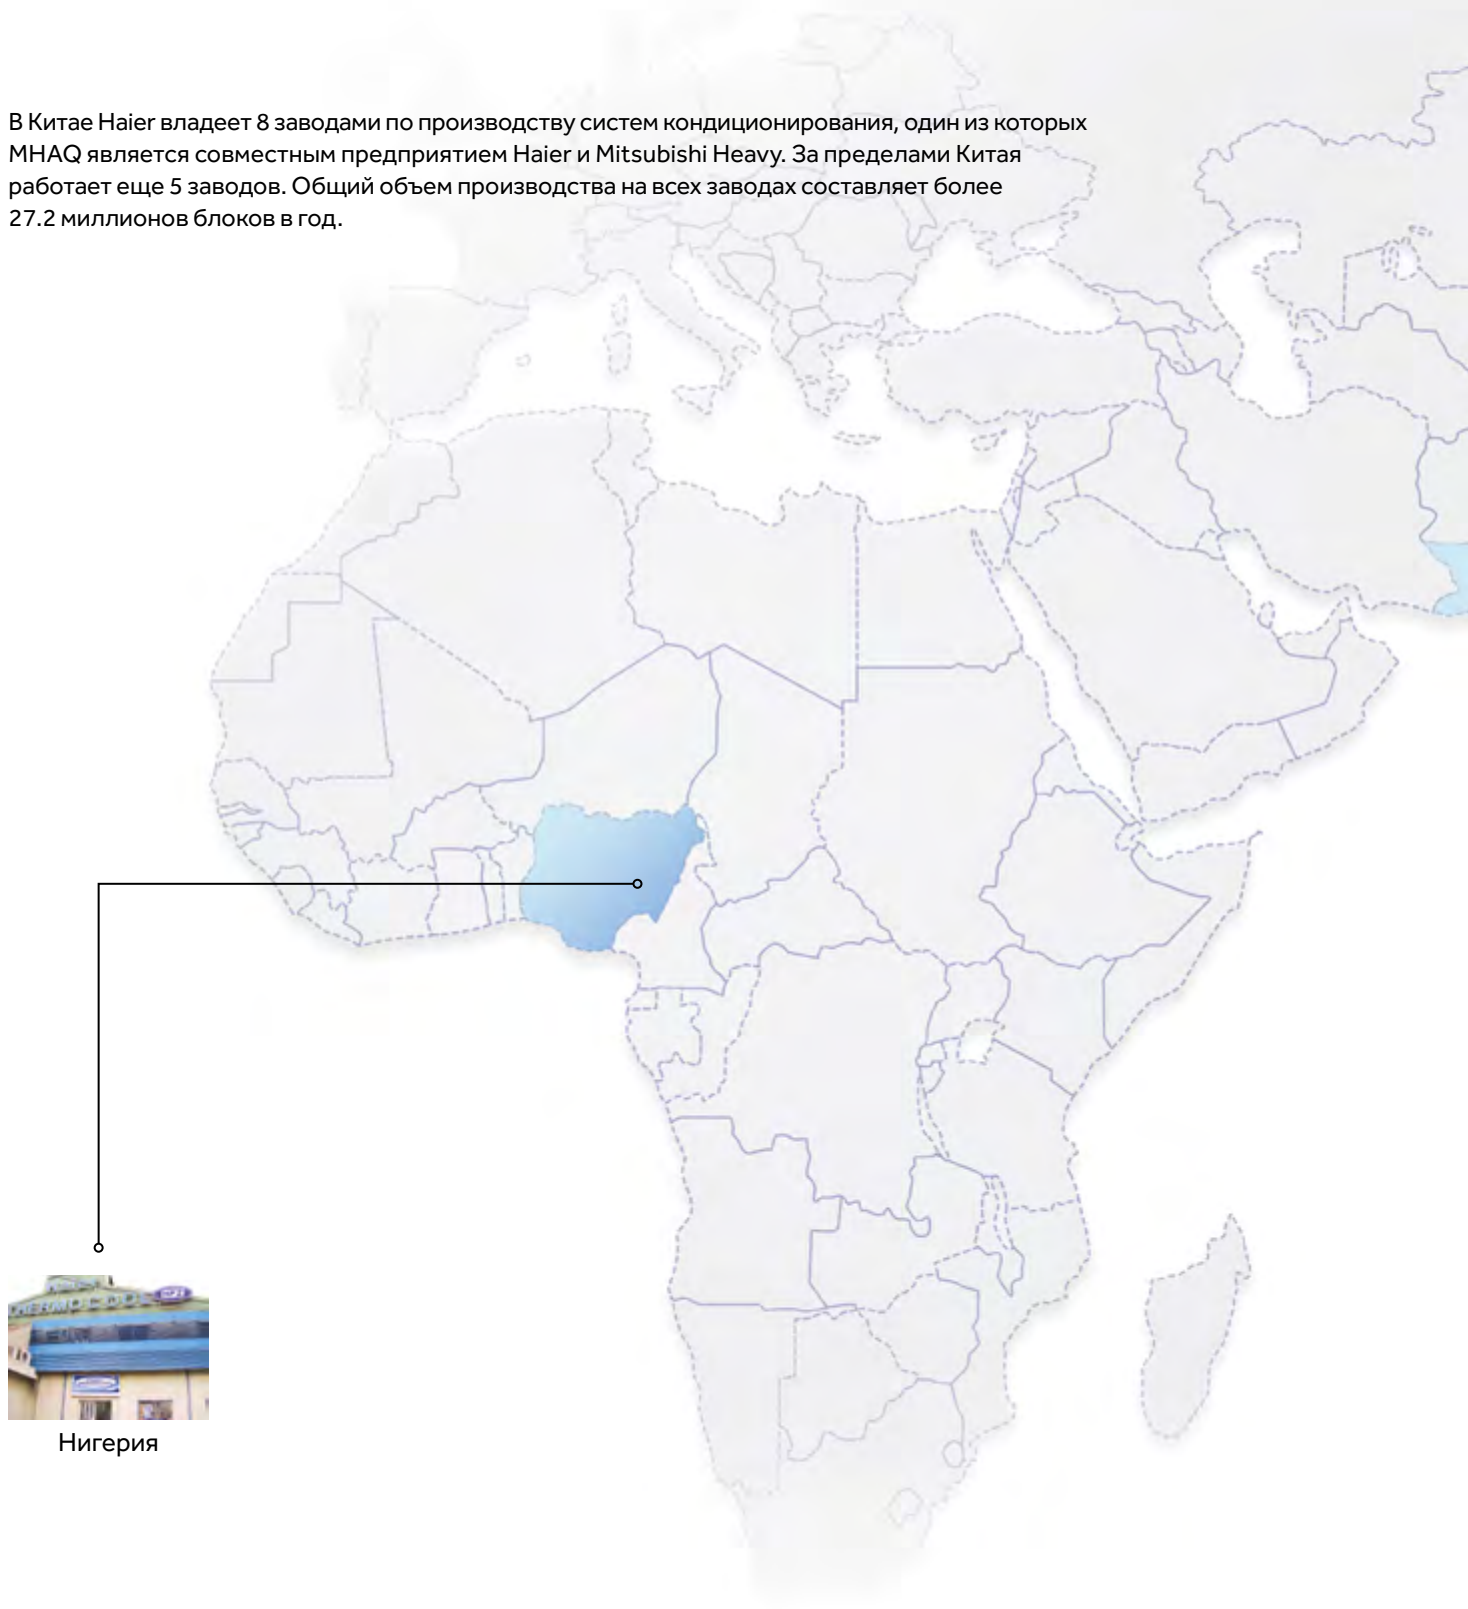 В Китае Haier владеет 8 заводами по производству систем кондиционирования, один из которых
MHAQ является совместным предприятием Haier и Mitsubishi Heavy. За пределами Китая
работает еще 5 заводов. Общий объем производства на всех заводах составляет более
27.2 миллионов блоков в год.
THERMOCOOL
Нигерия